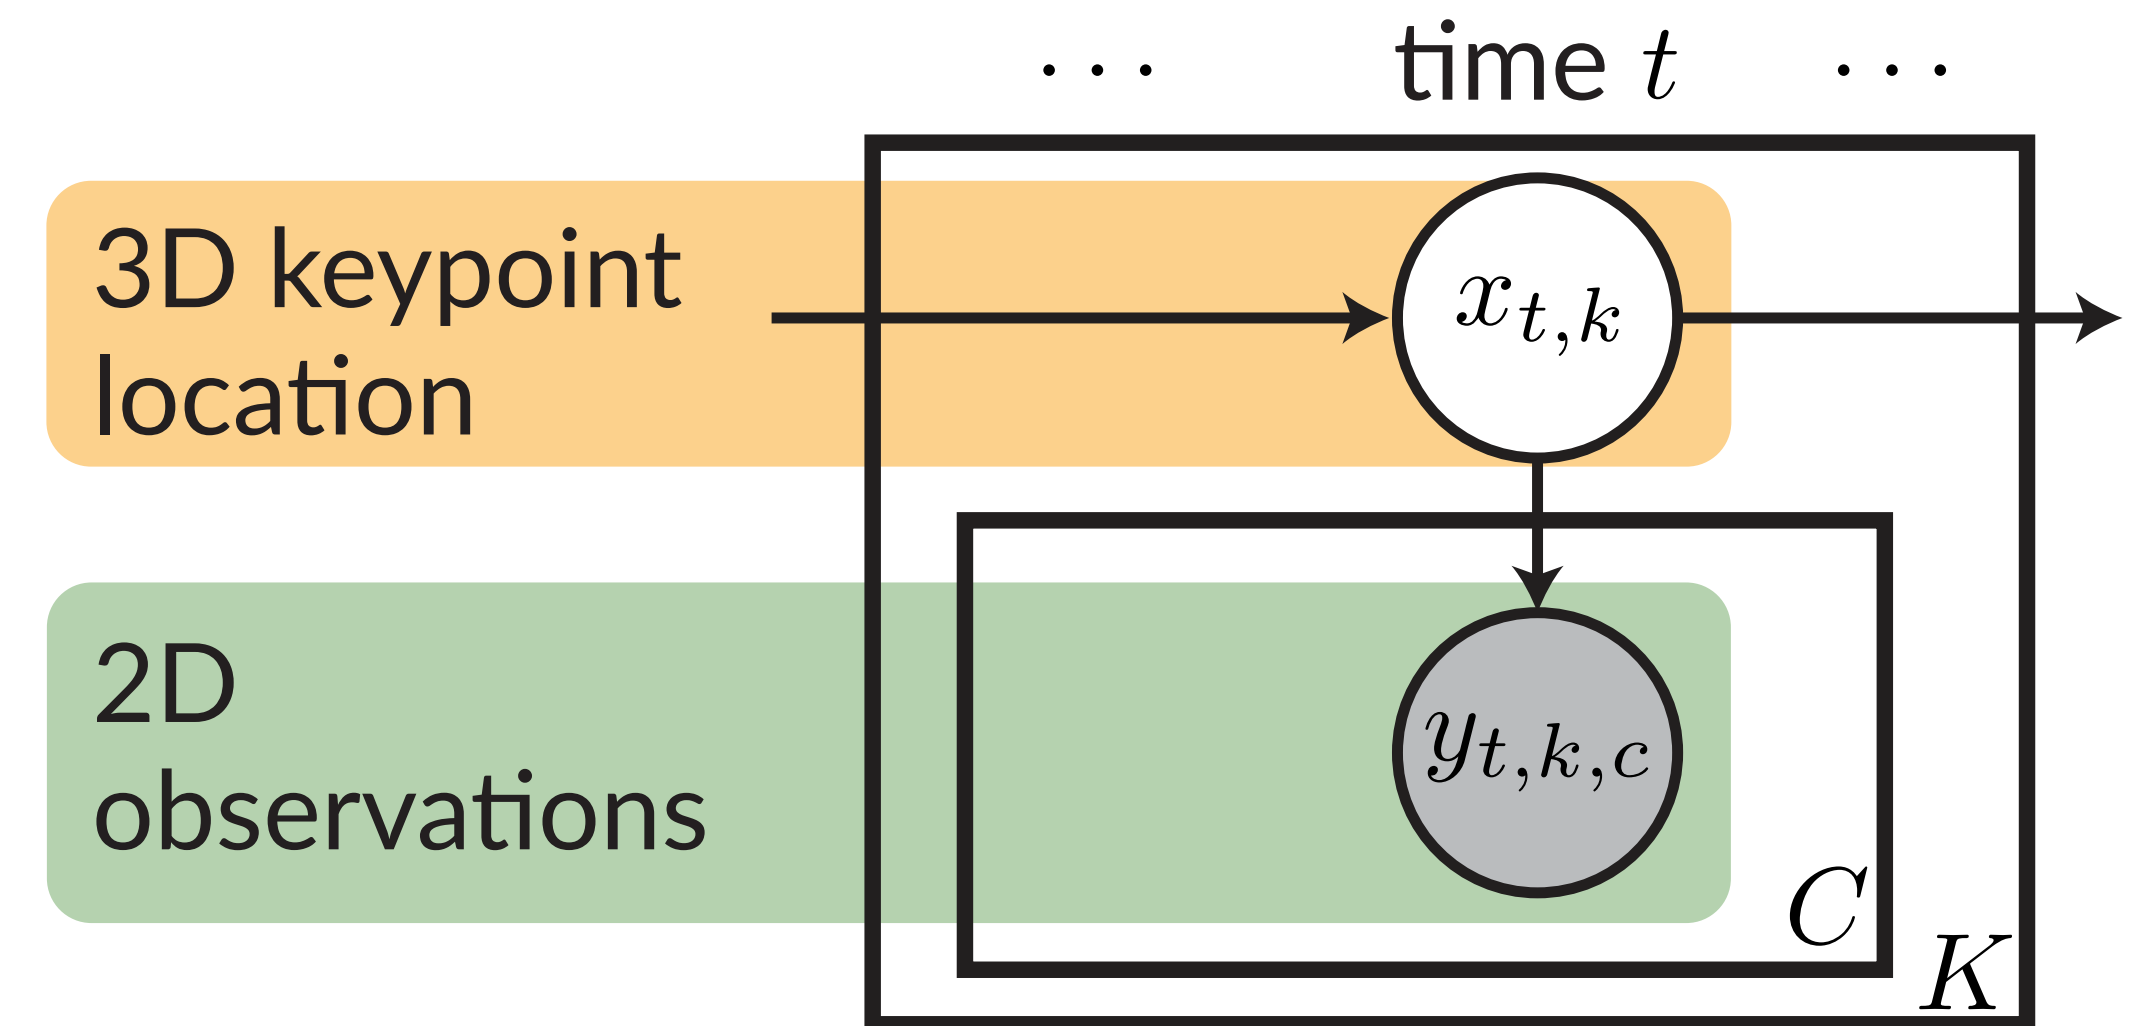 … time t …
3D keypoint
location
x_{t,k}
2D
observations
y_{t,k,c}
C
K